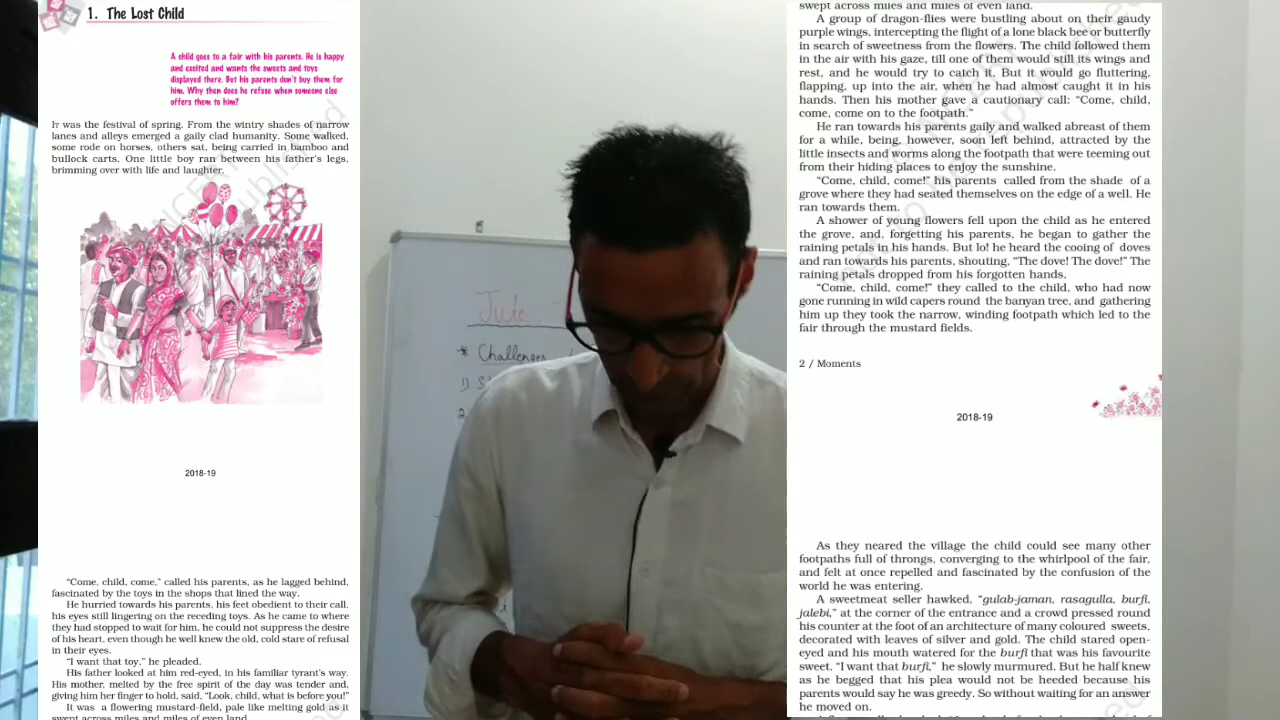 1. The Lost Child
A child goes to a fair with his parents. He is happy
and excited and wants the sweets and toys
displayed there. But his parents don't buy them for
him. Why then does he refuse when someone else
offers them to him?
IT was the festival of spring. From the wintry shades of narrow
lanes and alleys emerged a gaily clad humanity. Some walked,
some rode on horses, others sat, being carried in bamboo and
bullock carts. One little boy ran between his father's legs,
brimming over with life and laughter.
2018-19
“Come, child, come,” called his parents, as he lagged behind,
fascinated by the toys in the shops that lined the way.
He hurried towards his parents, his feet obedient to their call,
his eyes still lingering on the receding toys. As he came to where
they had stopped to wait for him, he could not suppress the desire
of his heart, even though he well knew the old, cold stare of refusal
in their eyes.
“I want that toy,” he pleaded.
His father looked at him red-eyed, in his familiar tyrant's way.
His mother, melted by the free spirit of the day was tender and,
giving him her finger to hold, said, “Look, child, what is before you!”
It was a flowering mustard-field, pale like melting gold as it
swept across miles and miles of even land.
Jute
* Challenges
1) S
2
swept across miles and miles of even land.
A group of dragon-flies were bustling about on their gaudy
purple wings, intercepting the flight of a lone black bee or butterfly
in search of sweetness from the flowers. The child followed them
in the air with his gaze, till one of them would still its wings and
rest, and he would try to catch it. But it would go fluttering,
flapping, up into the air, when he had almost caught it in his
hands. Then his mother gave a cautionary call: “Come, child,
come, come on to the footpath.”
He ran towards his parents gaily and walked abreast of them
for a while, being, however, soon left behind, attracted by the
little insects and worms along the footpath that were teeming out
from their hiding places to enjoy the sunshine.
“Come, child, come!” his parents called from the shade of a
grove where they had seated themselves on the edge of a well. He
ran towards them.
A shower of young flowers fell upon the child as he entered
the grove, and, forgetting his parents, he began to gather the
raining petals in his hands. But lo! he heard the cooing of doves
and ran towards his parents, shouting, “The dove! The dove!” The
raining petals dropped from his forgotten hands.
“Come, child, come!” they called to the child, who had now
gone running in wild capers round the banyan tree, and gathering
him up they took the narrow, winding footpath which led to the
fair through the mustard fields.
2 / Moments
2018-19
As they neared the village the child could see many other
footpaths full of throngs, converging to the whirlpool of the fair,
and felt at once repelled and fascinated by the confusion of the
world he was entering.
A sweetmeat seller hawked, “gulab-jaman, rasagulla, burfi,
jalebi,” at the corner of the entrance and a crowd pressed round
his counter at the foot of an architecture of many coloured sweets,
decorated with leaves of silver and gold. The child stared open-
eyed and his mouth watered for the burfi that was his favourite
sweet. “I want that burfi,” he slowly murmured. But he half knew
as he begged that his plea would not be heeded because his
parents would say he was greedy. So without waiting for an answer
he moved on.